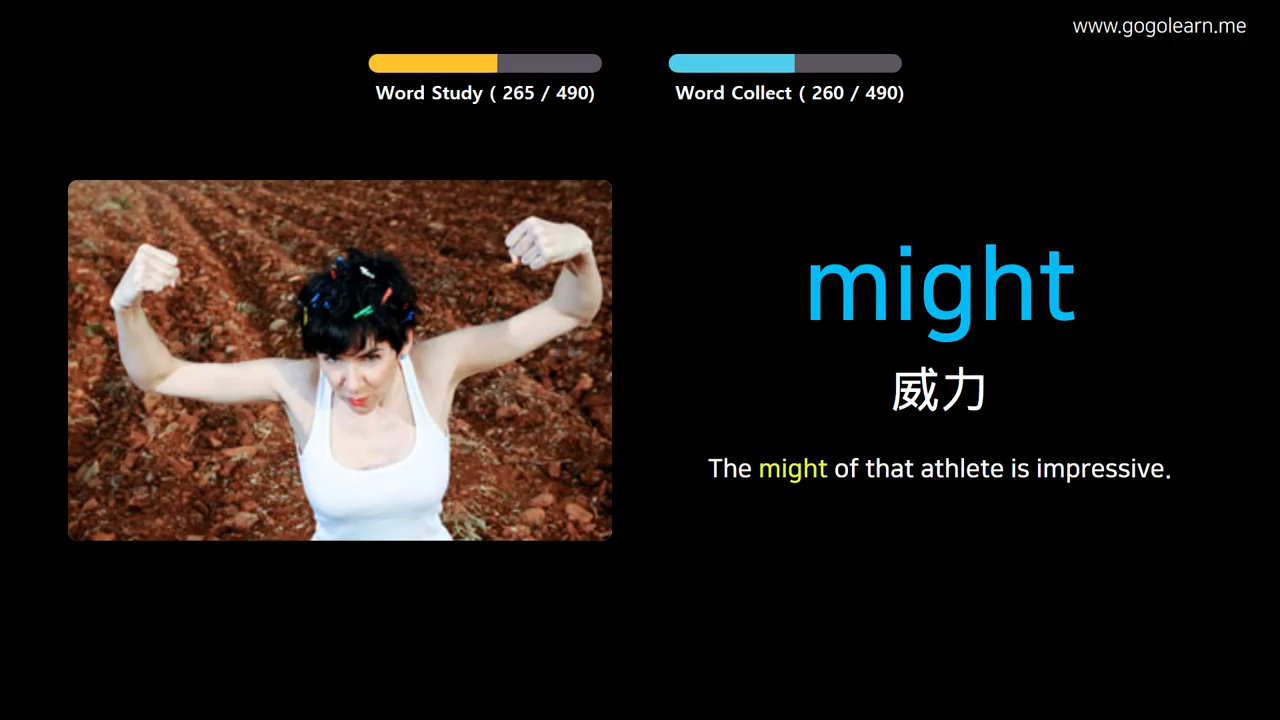 www.gogolearn.me
Word Study ( 265 / 490)
Word Collect ( 260 / 490)
might
威力
The might of that athlete is impressive.